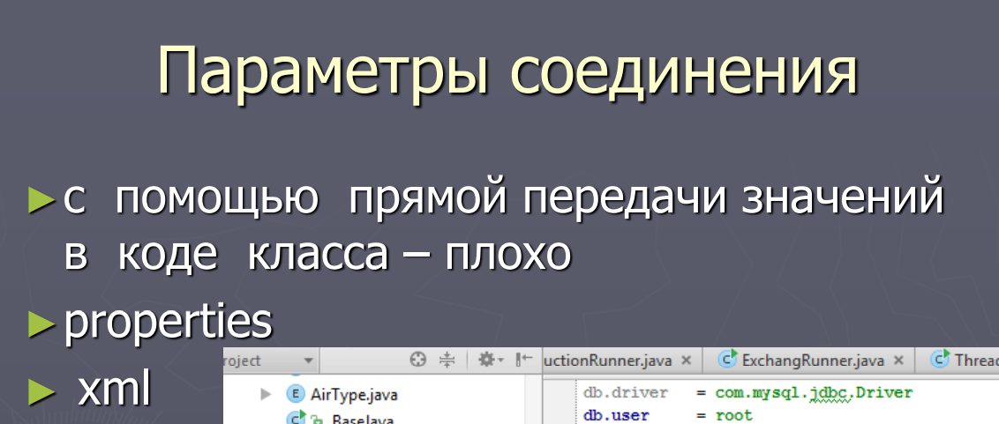 Параметры соединения
с помощью прямой передачи значений
в коде класса – плохо
properties
xml
roject
uctionRunner.java
ExchangRunner.java
Thread
AirType.java
BaseJava
db.driver = com.mysql.jdbc.Driver
db.user = root